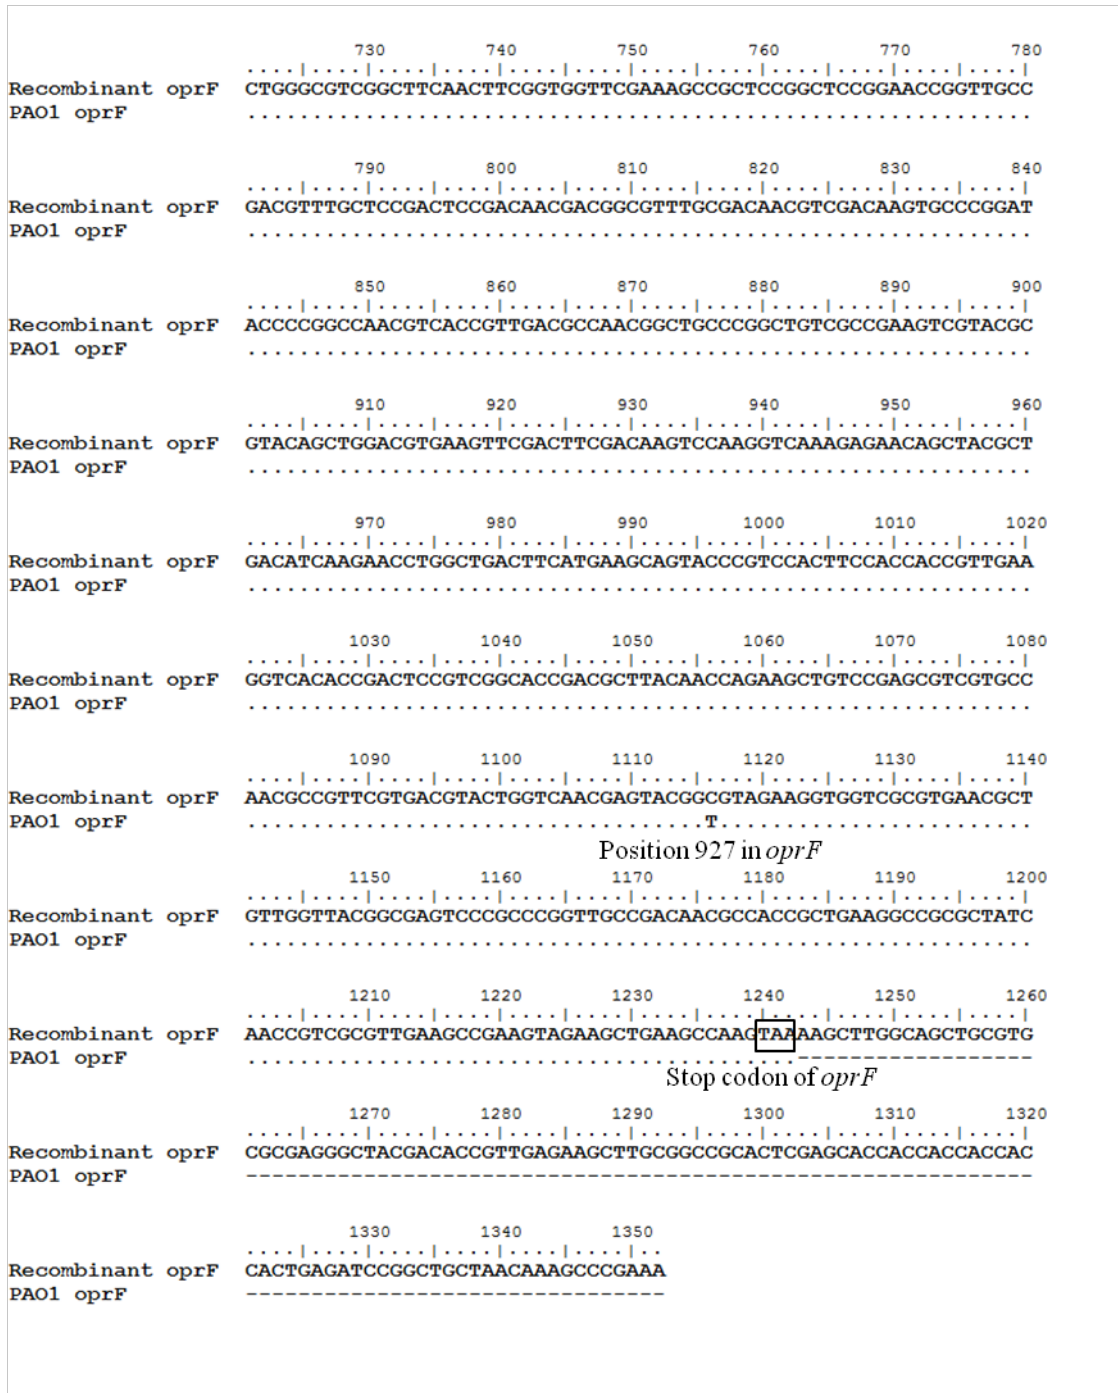 730 740 750 760 770 780
....|....|....|....|....|....|....|....|....|....|....|....|
Recombinant oprF CTGGGCGTCGGCTTCAACTTCGGTGGTTCGAAAGCCGCTCCGGCTCCGGAACCGGTTGCC
PAO1 oprF ............................................................
790 800 810 820 830 840
....|....|....|....|....|....|....|....|....|....|....|....|
Recombinant oprF GACGTTTGCTCCGACTCCGACAACGACGGCGTTTGCGACAACGTCGACAAGTGCCCGGAT
PAO1 oprF ............................................................
850 860 870 880 890 900
....|....|....|....|....|....|....|....|....|....|....|....|
Recombinant oprF ACCCCGGCCAACGTCACCGTTGACGCCAACGGCTGCCCGGCTGTCGCCGAAGTCGTACGC
PAO1 oprF ............................................................
910 920 930 940 950 960
....|....|....|....|....|....|....|....|....|....|....|....|
Recombinant oprF GTACAGCTGGACGTGAAGTTCGACTTCGACAAGTCCAAGGTCAAAGAGAACAGCTACGCT
PAO1 oprF ............................................................
970 980 990 1000 1010 1020
....|....|....|....|....|....|....|....|....|....|....|....|
Recombinant oprF GACATCAAGAACCTGGCTGACTTCATGAAGCAGTACCCGTCCACTTCCACCACCGTTGAA
PAO1 oprF ............................................................
1030 1040 1050 1060 1070 1080
....|....|....|....|....|....|....|....|....|....|....|....|
Recombinant oprF GGTCACACCGACTCCGTCGGCACCGACGCTTACAACCAGAAGCTGTCCGAGCGTCGTGCC
PAO1 oprF ............................................................
1090 1100 1110 1120 1130 1140
....|....|....|....|....|....|....|....|....|....|....|....|
Recombinant oprF AACGCCGTTCGTGACGTACTGGTCAACGAGTACGGCGTAGAAGGTGGTCGCGTGAACGCT
PAO1 oprF ...................................T........................
Position 927 in oprF
1150 1160 1170 1180 1190 1200
....|....|....|....|....|....|....|....|....|....|....|....|
Recombinant oprF GTTGGTTACGGCGAGTCCCGCCCGGTTGCCGACAACGCCACCGCTGAAGGCCGCGCTATC
PAO1 oprF ............................................................
1210 1220 1230 1240 1250 1260
....|....|....|....|....|....|....|....|....|....|....|....|
Recombinant oprF AACCGTCGCGTTGAAGCCGAAGTAGAAGCTGAAGCCAAGTAAAAGCTTGGCAGCTGCGTG
PAO1 oprF ..........................................------------------
Stop codon of oprF
1270 1280 1290 1300 1310 1320
....|....|....|....|....|....|....|....|....|....|....|....|
Recombinant oprF CGCGAGGGCTACGACACCGTTGAGAAGCTTGCGGCCGCACTCGAGCACCACCACCACCAC
PAO1 oprF ------------------------------------------------------------
1330 1340 1350
....|....|....|....|....|....|..
Recombinant oprF CACTGAGATCCGGCTGCTAACAAAGCCCGAAA
PAO1 oprF --------------------------------